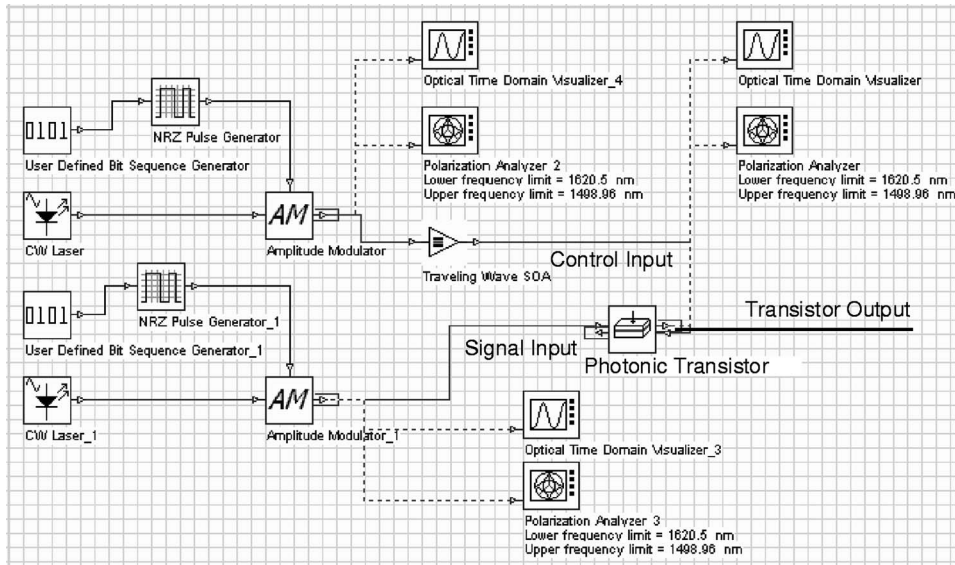 Optical Time Domain Visualizer_4
Optical Time Domain Visualizer
NRZ Pulse Generator
0101
User Defined Bit Sequence Generator
Polarization Analyzer 2
Lower frequency limit = 1620.5 nm
Upper frequency limit = 1498.96 nm
Polarization Analyzer
Lower frequency limit = 1620.5 nm
Upper frequency limit = 1498.96 nm
AM
CW Laser
Amplitude Modulator
Traveling Wave SOA
Control Input
NRZ Pulse Generator_1
0101
User Defined Bit Sequence Generator_1
Transistor Output
Signal Input
Photonic Transistor
AM
CW Laser_1
Amplitude Modulator_1
Optical Time Domain Visualizer_3
Polarization Analyzer 3
Lower frequency limit = 1620.5 nm
Upper frequency limit = 1498.96 nm